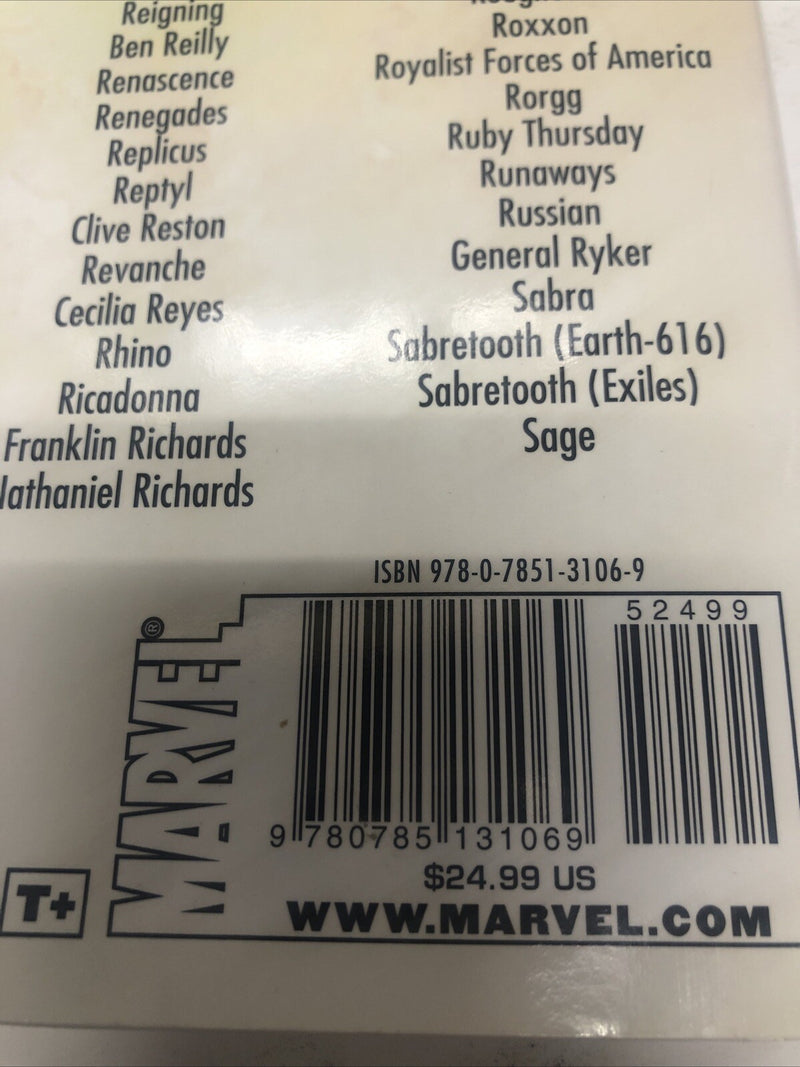 Reigning
Ben Reilly
Renascence
Renegades
Replicus
Reptyl
Clive Reston
Revanche
Cecilia Reyes
Rhino
Ricadonna
Franklin Richards
Nathaniel Richards
Roxxon
Royalist Forces of America
Rorgg
Ruby Thursday
Runaways
Russian
General Ryker
Sabra
Sabretooth (Earth-616)
Sabretooth (Exiles)
Sage
ISBN 978-0-7851-3106-9
52499
MARVEL®
9 780785 131069
$24.99 US
T+
WWW.MARVEL.COM